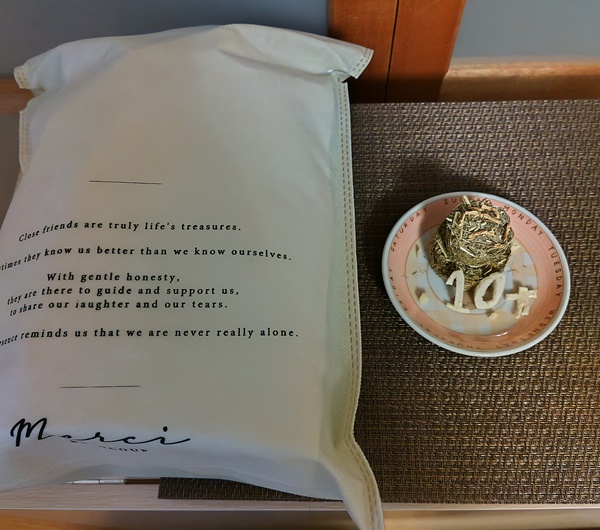 Close friends are truly life's treasures.
times they know us better than we know ourselves.
With gentle honesty,
they are there to guide and support us,
to share our laughter and our tears.
sence reminds us that we are never really alone.
Merci
SATURDAY SUNDAY MONDAY TUESDAY
10+